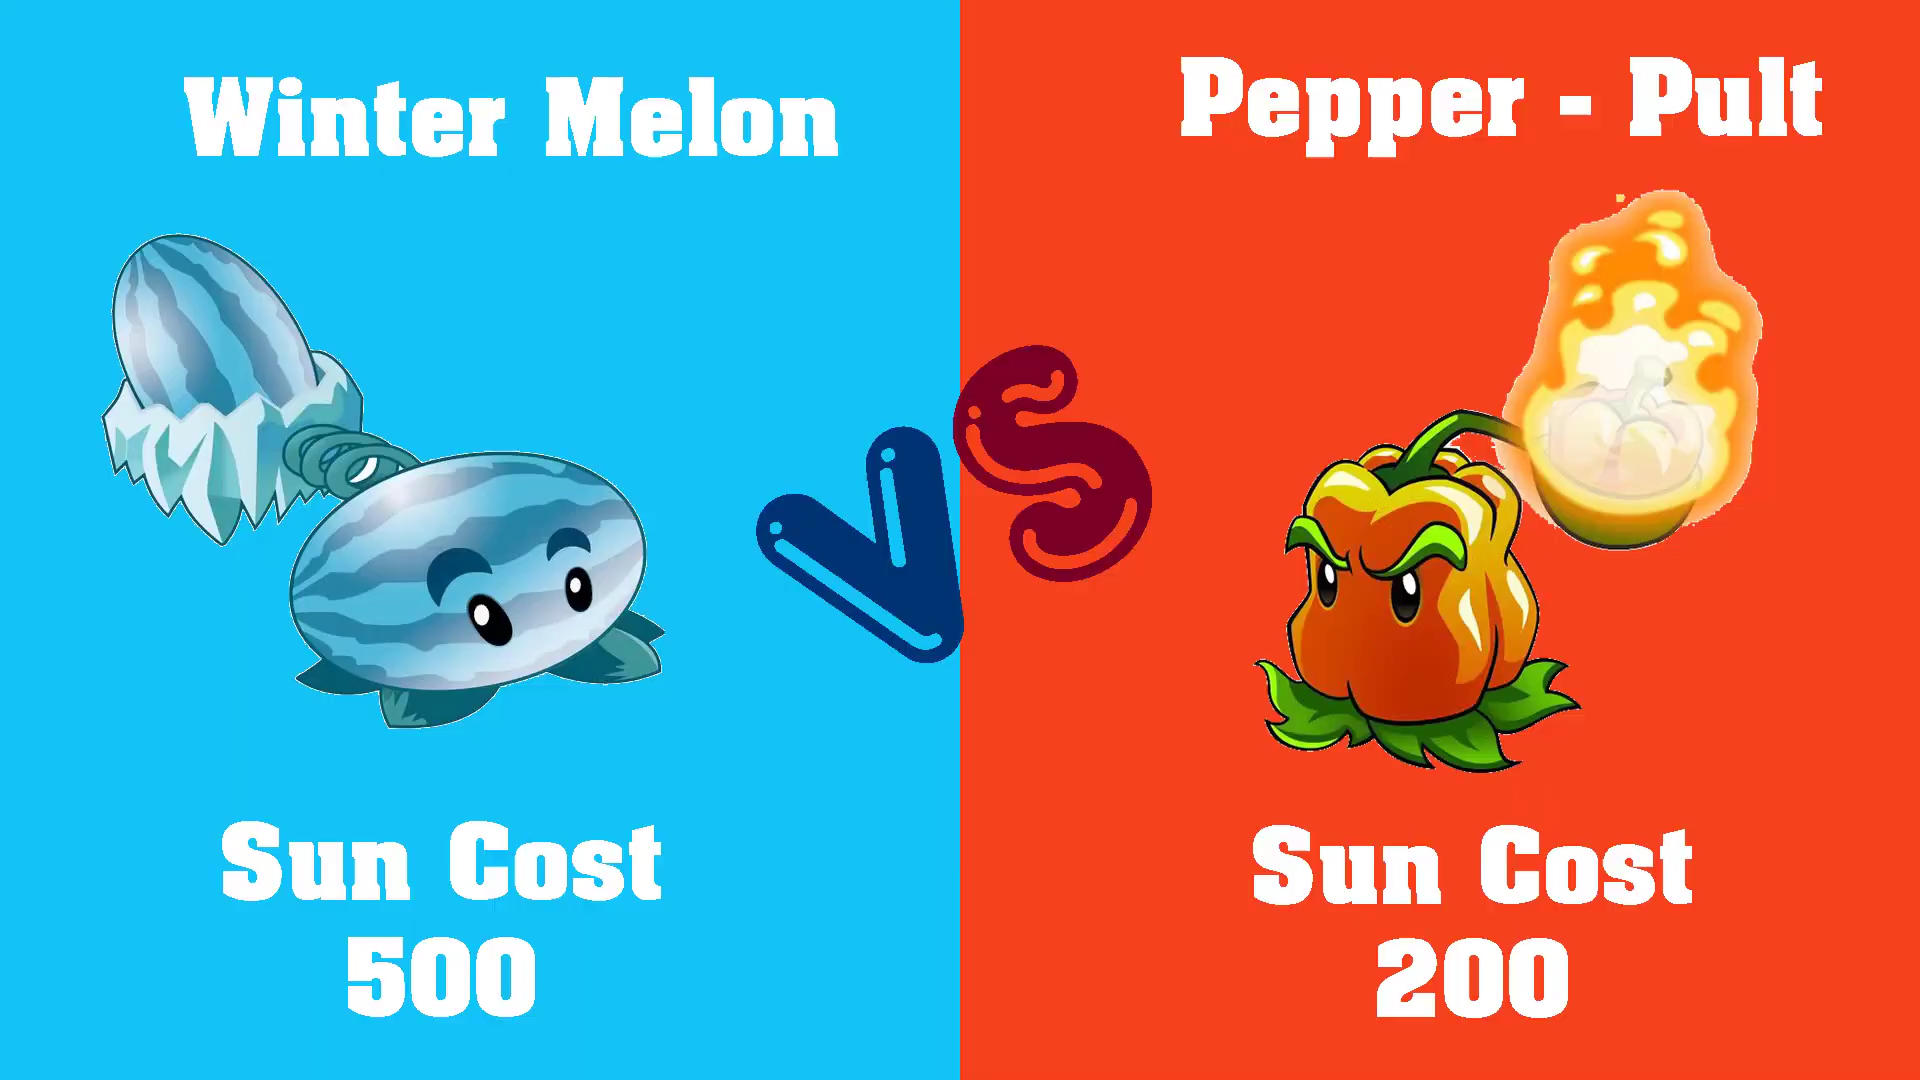 Winter Melon
Pepper - Pult
VS
Sun Cost
500
Sun Cost
200